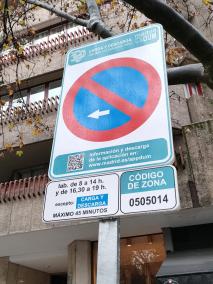 CARGA Y DESCARGA
DUM
Información y descarga
de la aplicación en:
www.madrid.es/appdum
lab. de 8 a 14 h.
y de 16,30 a 19 h.
excepto CARGA Y DESCARGA
MÁXIMO 45 MINUTOS
CÓDIGO
DE ZONA
0505014